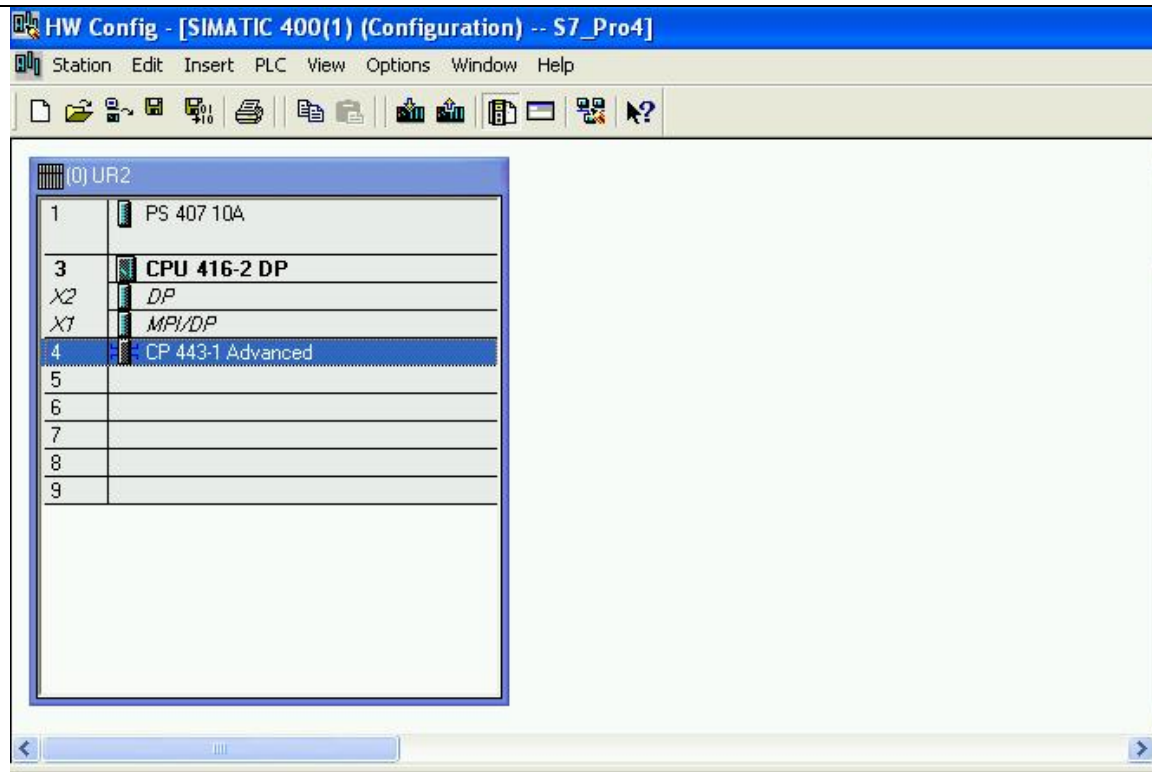 HW Config - [SIMATIC 400(1) (Configuration) -- S7_Pro4]
Station Edit Insert PLC View Options Window Help
(0) UR2
1 PS 407 10A
3 CPU 416-2 DP
X2 DP
X1 MPI/DP
4 CP 443-1 Advanced
5
6
7
8
9